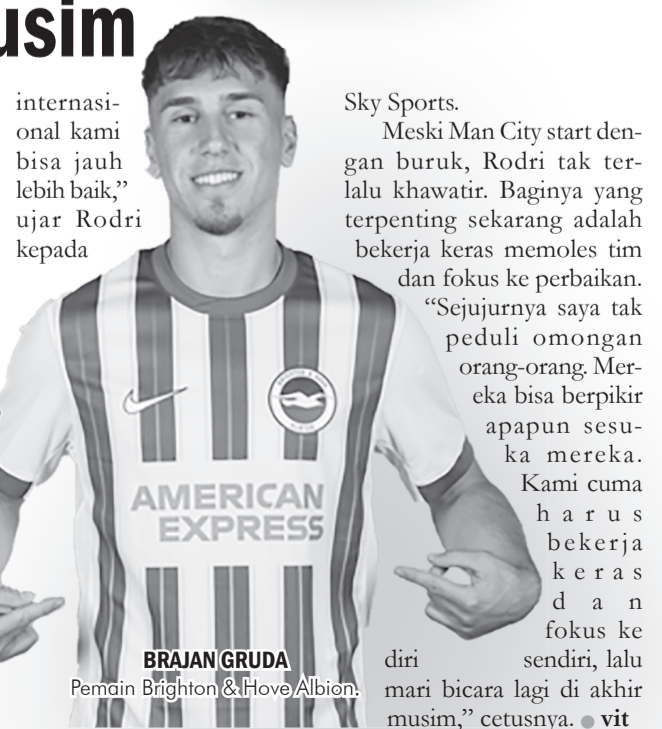 usim
internasi-
onal kami
bisa jauh
lebih baik,”
ujar Rodri
kepada
Sky Sports.
Meski Man City start den-
gan buruk, Rodri tak ter-
lalu khawatir. Baginya yang
terpenting sekarang adalah
bekerja keras memoles tim
dan fokus ke perbaikan.
“Sejujurnya saya tak
peduli omongan
orang-orang. Mer-
eka bisa berpikir
apapun sesu-
ka mereka.
Kami cuma
harus
bekerja
keras
dan
fokus ke
diri sendiri, lalu
mari bicara lagi di akhir
musim,” cetusnya. ● vit
AMERICAN
EXPRESS
BRAJAN GRUDA
Pemain Brighton & Hove Albion.